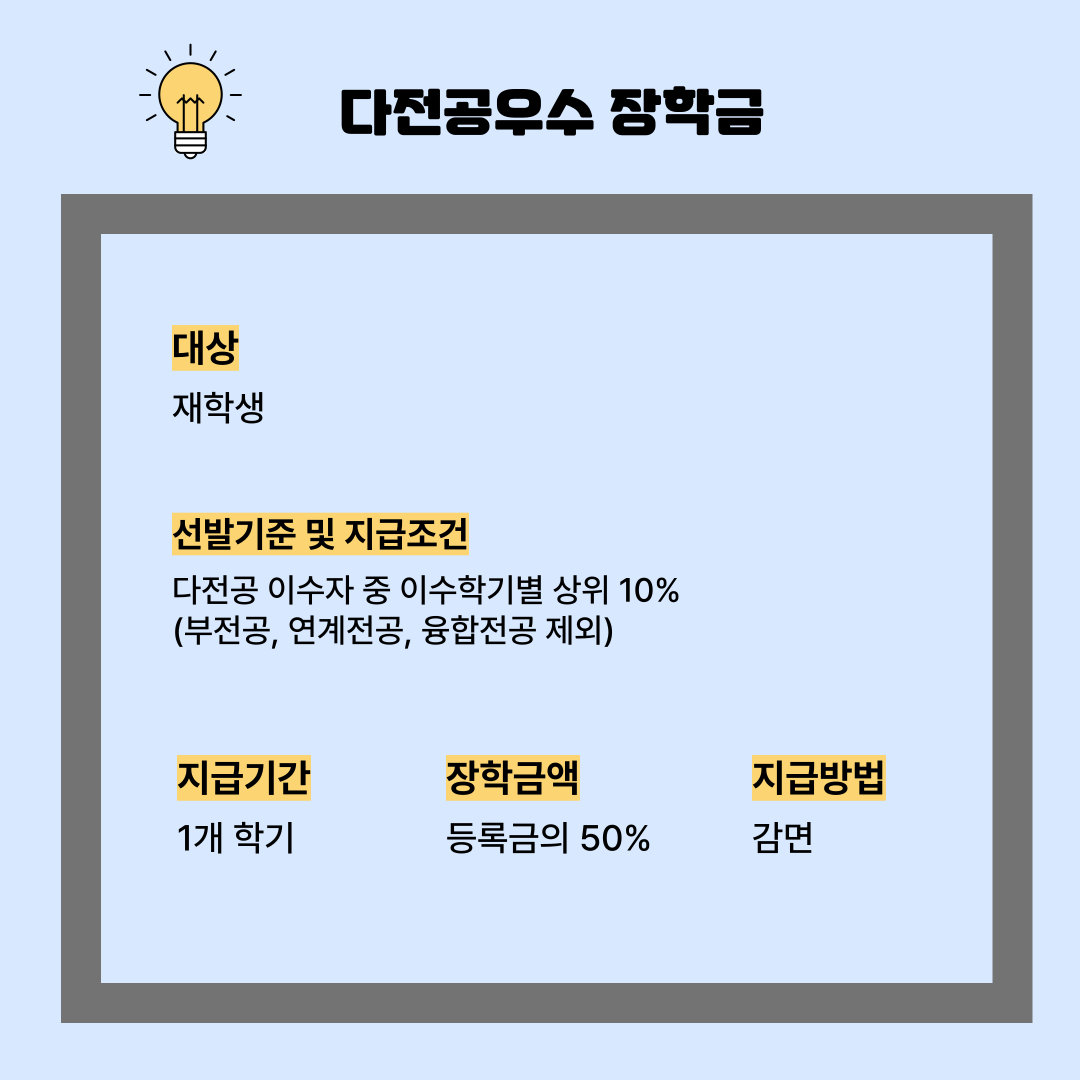 다전공우수 장학금
대상
재학생
선발기준 및 지급조건
다전공 이수자 중 이수학기별 상위 10%
(부전공, 연계전공, 융합전공 제외)
지급기간
1개 학기
장학금액
등록금의 50%
지급방법
감면